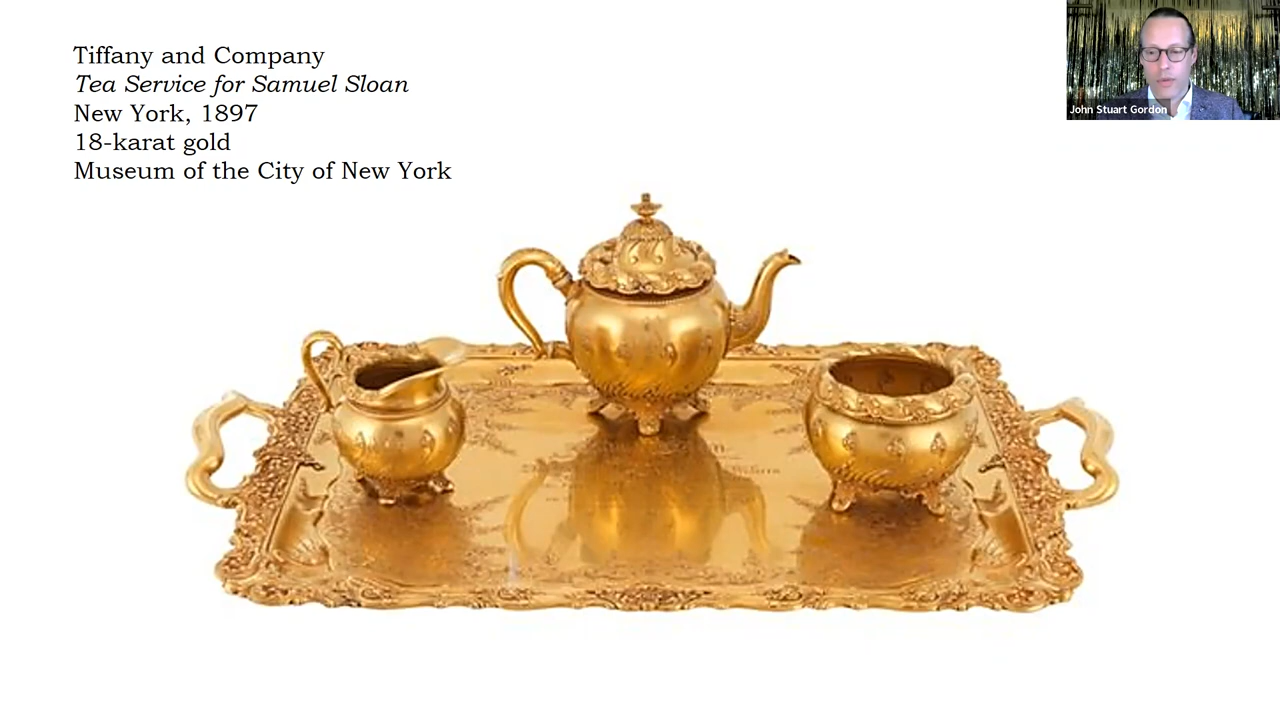 Tiffany and Company
Tea Service for Samuel Sloan
New York, 1897
18-karat gold
Museum of the City of New York
John Stuart Gordon